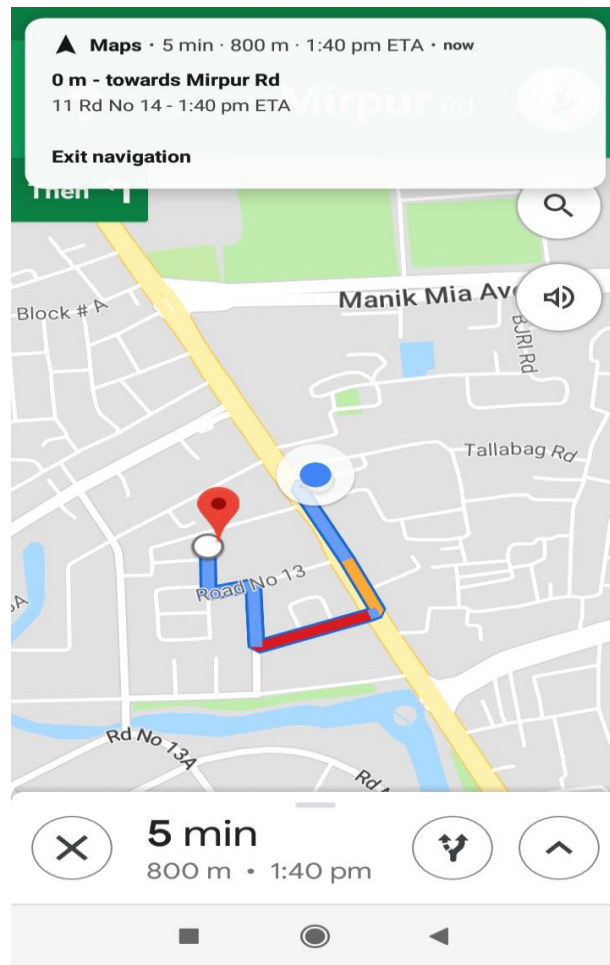 Maps · 5 min · 800 m · 1:40 pm ETA · now
0 m - towards Mirpur Rd
11 Rd No 14 - 1:40 pm ETA
Mirpur Rd
Exit navigation
Then
Manik Mia Av
Block # A
BJRI Rd
Tallabag Rd
Road No 13
Rd No 13A
Rd
5 min
800 m • 1:40 pm